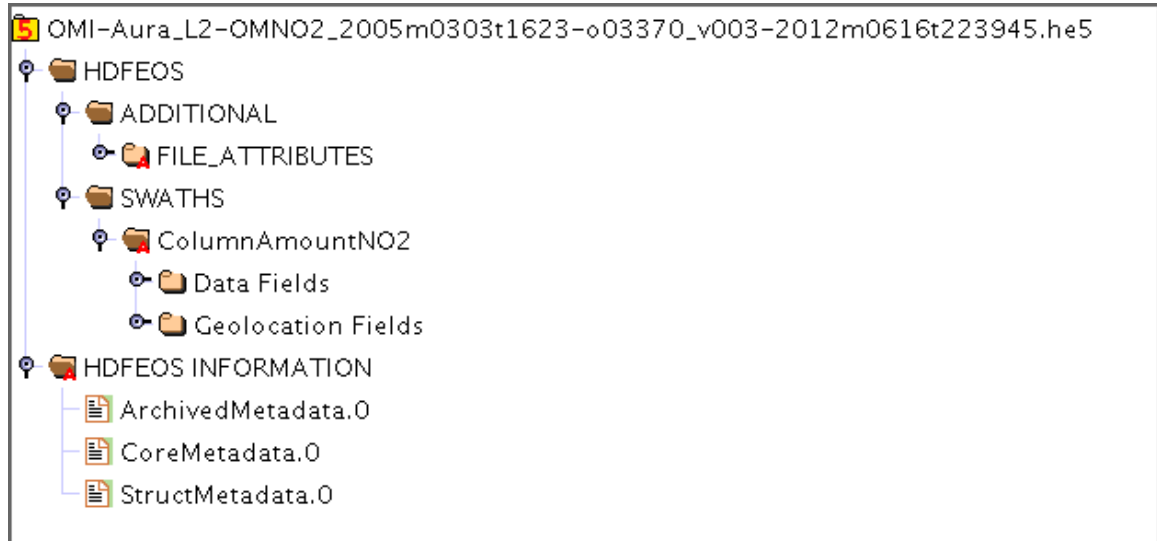 OMI-Aura_L2-OMNO2_2005m0303t1623-o03370_v003-2012m0616t223945.he5
HDFEOS
ADDITIONAL
FILE_ATTRIBUTES
SWATHS
ColumnAmountNO2
Data Fields
Geolocation Fields
HDFEOS INFORMATION
ArchivedMetadata.0
CoreMetadata.0
StructMetadata.0